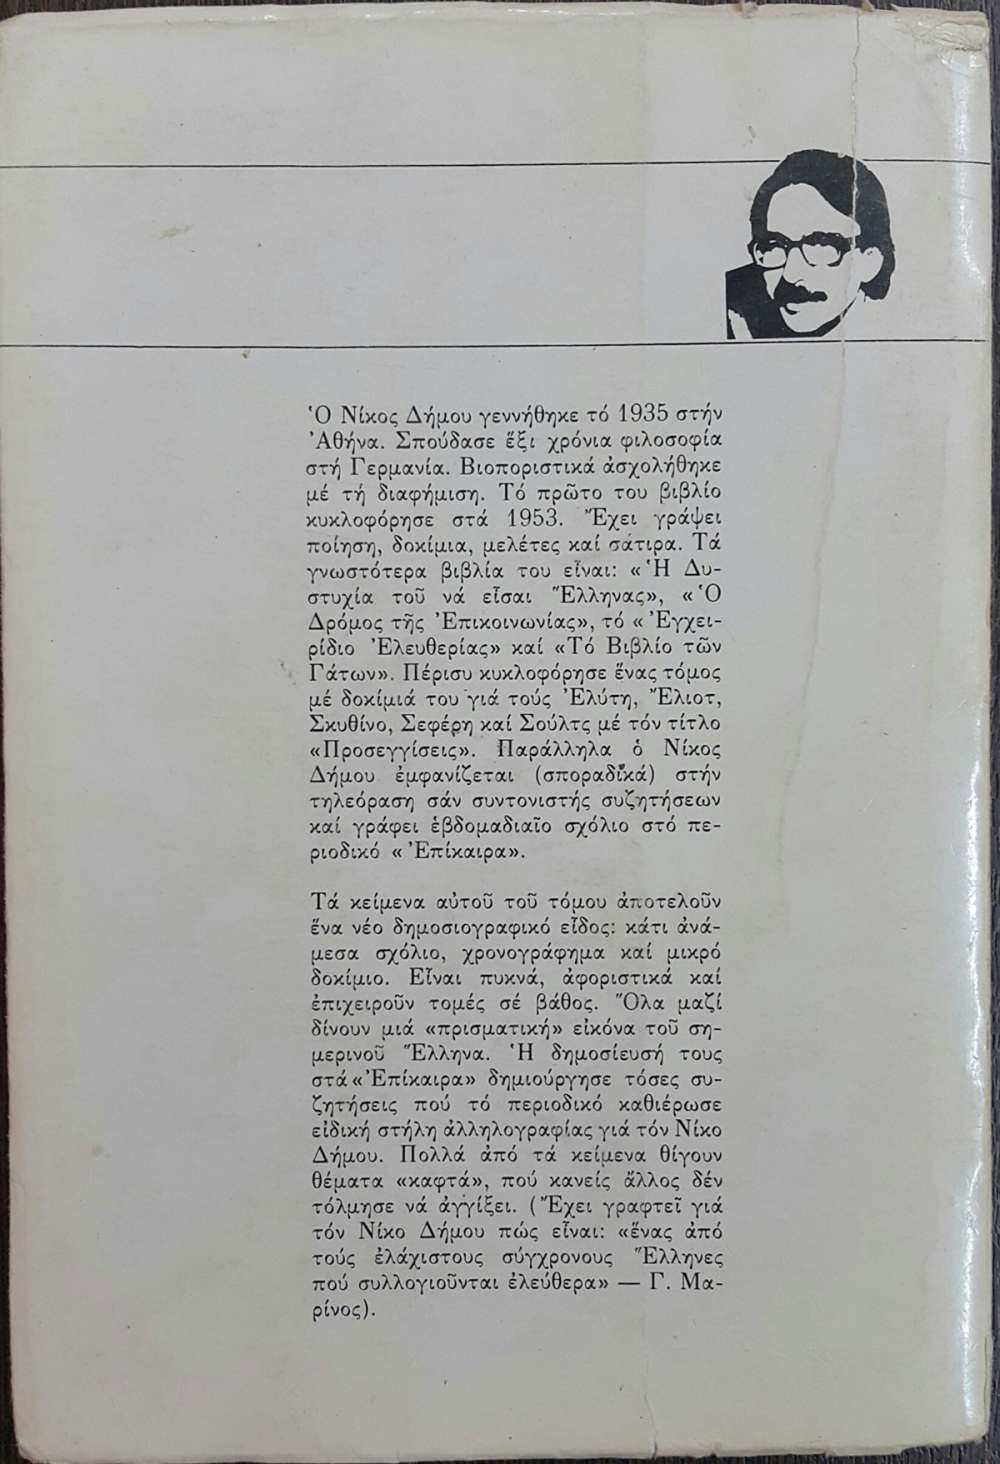 Ὁ Νίκος Δήμου γεννήθηκε τό 1935 στήν
Ἀθήνα. Σπούδασε ἕξι χρόνια φιλοσοφία
στή Γερμανία. Βιοποριστικά ἀσχολήθηκε
μέ τή διαφήμιση. Τό πρῶτο του βιβλίο
κυκλοφόρησε στά 1953. Ἔχει γράψει
ποίηση, δοκίμια, μελέτες καί σάτιρα. Τά
γνωστότερα βιβλία του εἶναι: «Ἡ Δυ-
στυχία τοῦ νά εἶσαι Ἕλληνας», «Ὁ
Δρόμος τῆς Ἐπικοινωνίας», τό «Ἐγχει-
ρίδιο Ἐλευθερίας» καί «Τό Βιβλίο τῶν
Γάτων». Πέρισυ κυκλοφόρησε ἕνας τόμος
μέ δοκίμιά του γιά τούς Ἐλύτη, Ἔλιοτ,
Σκυθίνο, Σεφέρη καί Σούλτς μέ τόν τίτλο
«Προσεγγίσεις». Παράλληλα ὁ Νίκος
Δήμου ἐμφανίζεται (σποραδικά) στήν
τηλεόραση σάν συντονιστής συζητήσεων
καί γράφει ἑβδομαδιαῖο σχόλιο στό πε-
ριοδικό «Ἐπίκαιρα».
Τά κείμενα αὐτοῦ τοῦ τόμου ἀποτελοῦν
ἕνα νέο δημοσιογραφικό εἶδος: κάτι ἀνά-
μεσα σχόλιο, χρονογράφημα καί μικρό
δοκίμιο. Εἶναι πυκνά, ἀφοριστικά καί
ἐπιχειροῦν τομές σέ βάθος. Ὅλα μαζί
δίνουν μιά «πρισματική» εἰκόνα τοῦ ση-
μερινοῦ Ἕλληνα. Ἡ δημοσίευσή τους
στά «Ἐπίκαιρα» δημιούργησε τόσες συ-
ζητήσεις πού τό περιοδικό καθιέρωσε
εἰδική στήλη ἀλληλογραφίας γιά τόν Νίκο
Δήμου. Πολλά ἀπό τά κείμενα θίγουν
θέματα «καφτά», πού κανείς ἄλλος δέν
τόλμησε νά ἀγγίξει. (Ἔχει γραφτεῖ γιά
τόν Νίκο Δήμου πώς εἶναι: «ἕνας ἀπό
τούς ἐλάχιστους σύγχρονους Ἕλληνες
πού συλλογιοῦνται ἐλεύθερα» — Γ. Μα-
ρίνος).